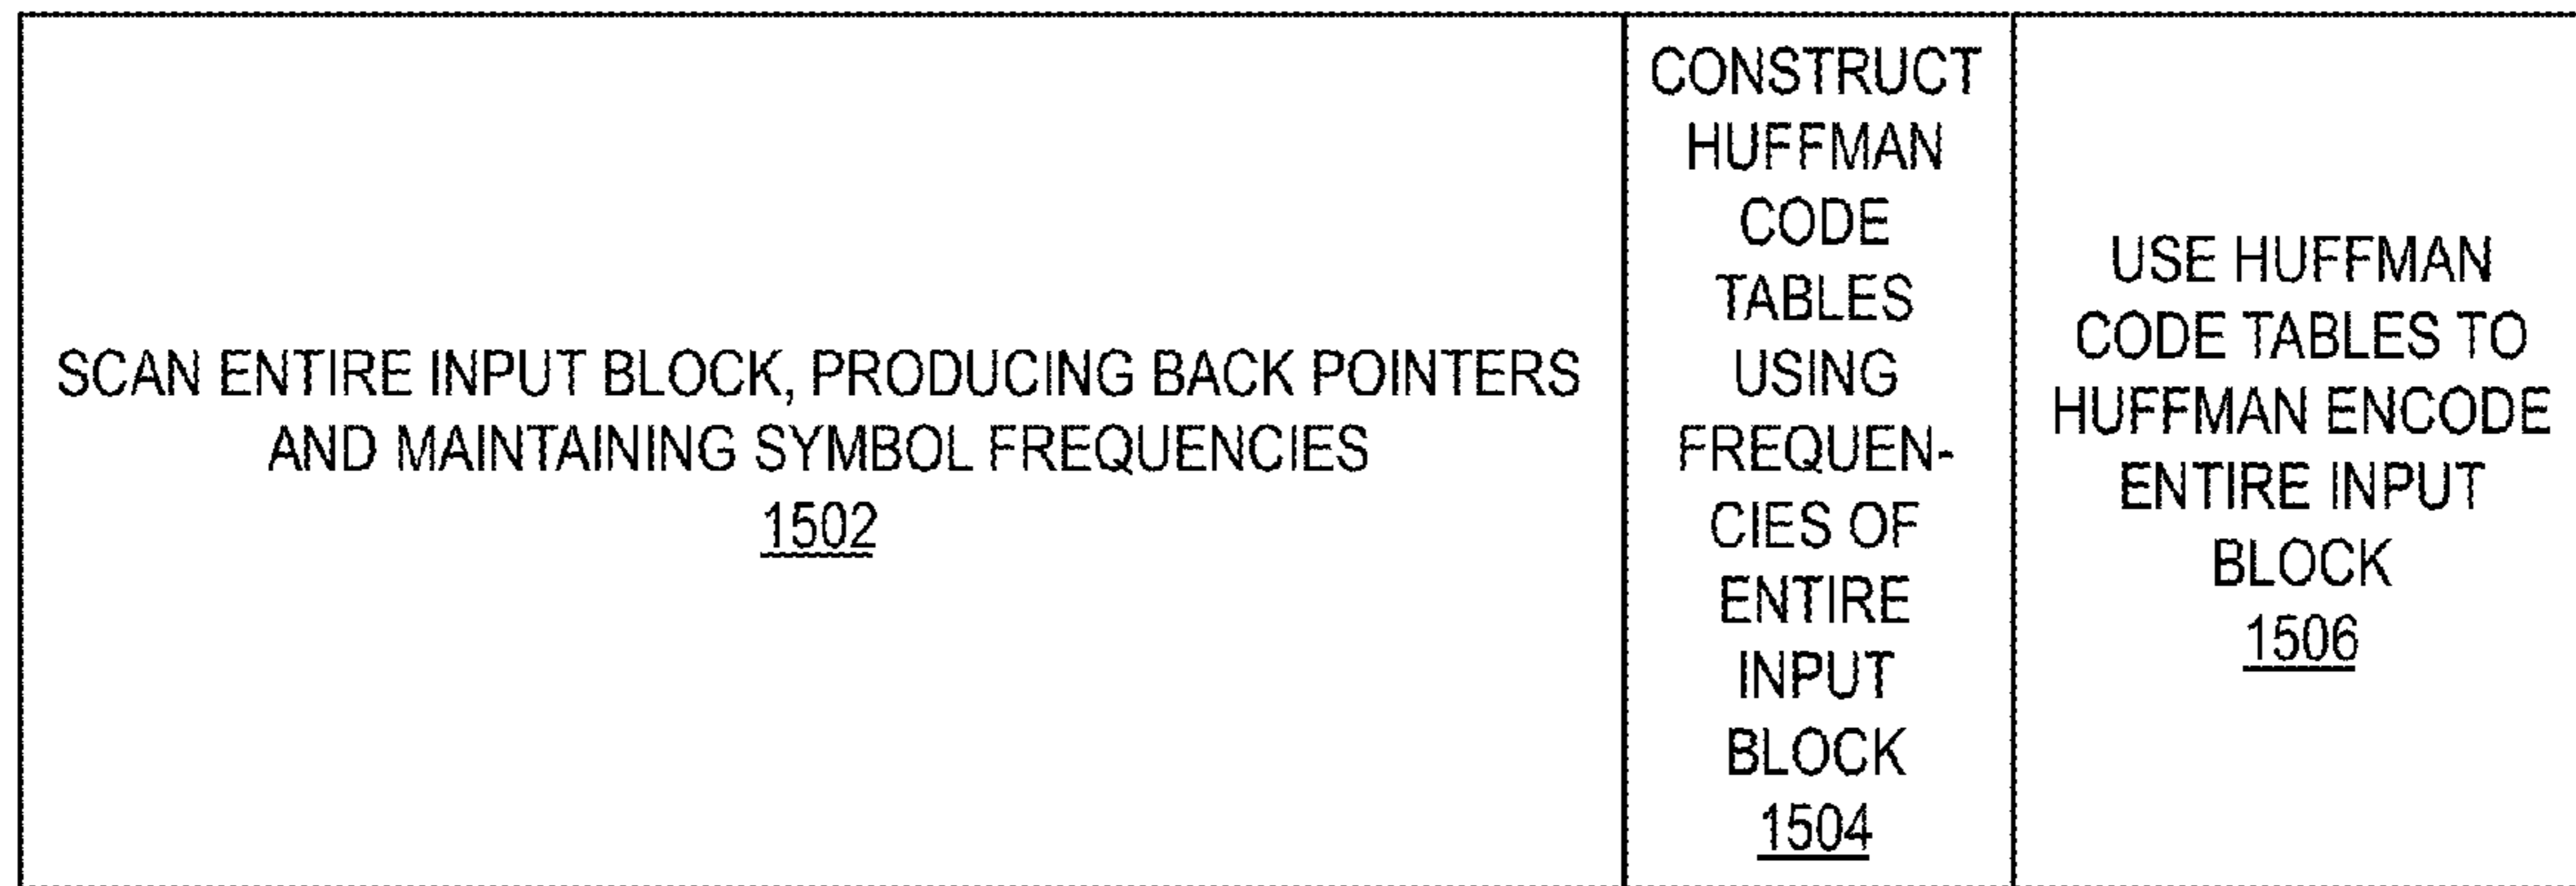 SCAN ENTIRE INPUT BLOCK, PRODUCING BACK POINTERS
AND MAINTAINING SYMBOL FREQUENCIES
1502
CONSTRUCT
HUFFMAN
CODE
TABLES
USING
FREQUEN-
CIES OF
ENTIRE
INPUT
BLOCK
1504
USE HUFFMAN
CODE TABLES TO
HUFFMAN ENCODE
ENTIRE INPUT
BLOCK
1506